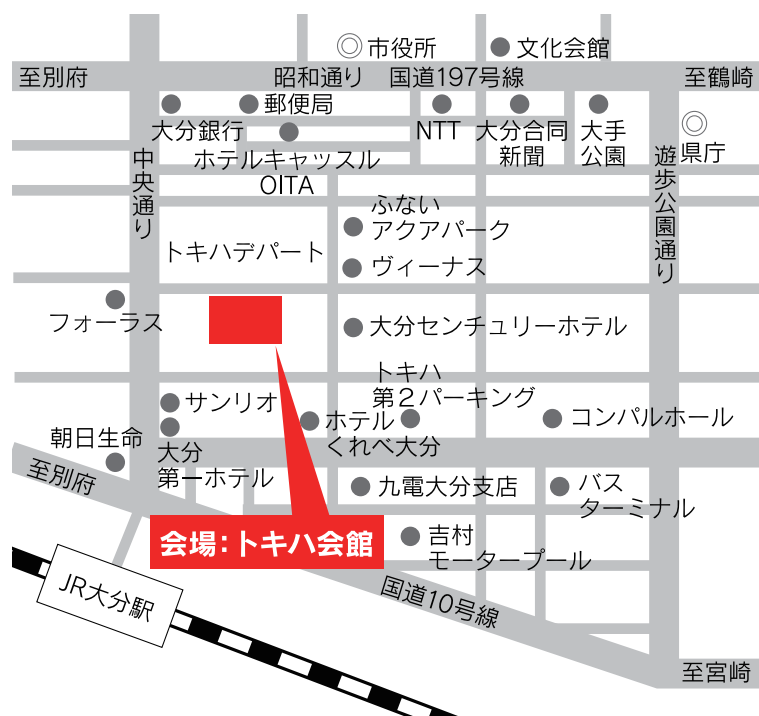 市役所
文化会館
至別府
昭和通り
国道197号線
至鶴崎
郵便局
大分銀行
NTT
大分合同
新聞
大手
公園
県庁
ホテルキャッスル
OITA
中央通り
遊歩公園通り
ふない
アクアパーク
トキハデパート
ヴィーナス
フォーラス
大分センチュリーホテル
トキハ
第2パーキング
サンリオ
ホテル
くれべ大分
コンパルホール
朝日生命
大分
第一ホテル
至別府
九電大分支店
バス
ターミナル
会場:トキハ会館
吉村
モータープール
JR大分駅
国道10号線
至宮崎